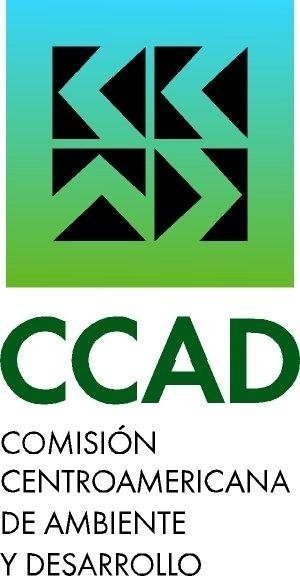 CCAD
COMISIÓN
CENTROAMERICANA
DE AMBIENTE
Y DESARROLLO